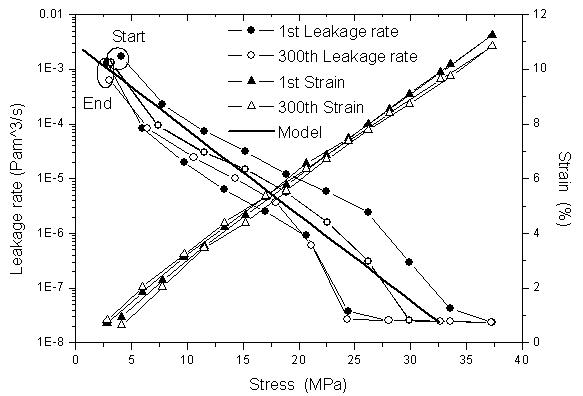 0.01
1E-3
1E-4
1E-5
1E-6
1E-7
1E-8
Leakage rate (Pam^3/s)
Start
End
1st Leakage rate
300th Leakage rate
1st Strain
300th Strain
Model
12
10
8
6
4
2
0
Strain (%)
0 5 10 15 20 25 30 35 40
Stress (MPa)